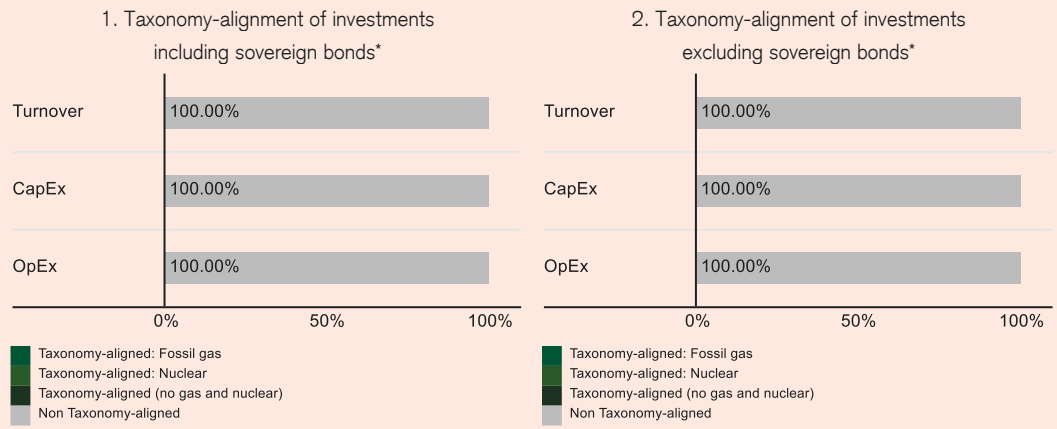 1. Taxonomy-alignment of investments
including sovereign bonds*
Turnover
100.00%
CapEx
100.00%
OpEx
100.00%
0%
50%
100%
Taxonomy-aligned: Fossil gas
Taxonomy-aligned: Nuclear
Taxonomy-aligned (no gas and nuclear)
Non Taxonomy-aligned
2. Taxonomy-alignment of investments
excluding sovereign bonds*
Turnover
100.00%
CapEx
100.00%
OpEx
100.00%
0%
50%
100%
Taxonomy-aligned: Fossil gas
Taxonomy-aligned: Nuclear
Taxonomy-aligned (no gas and nuclear)
Non Taxonomy-aligned